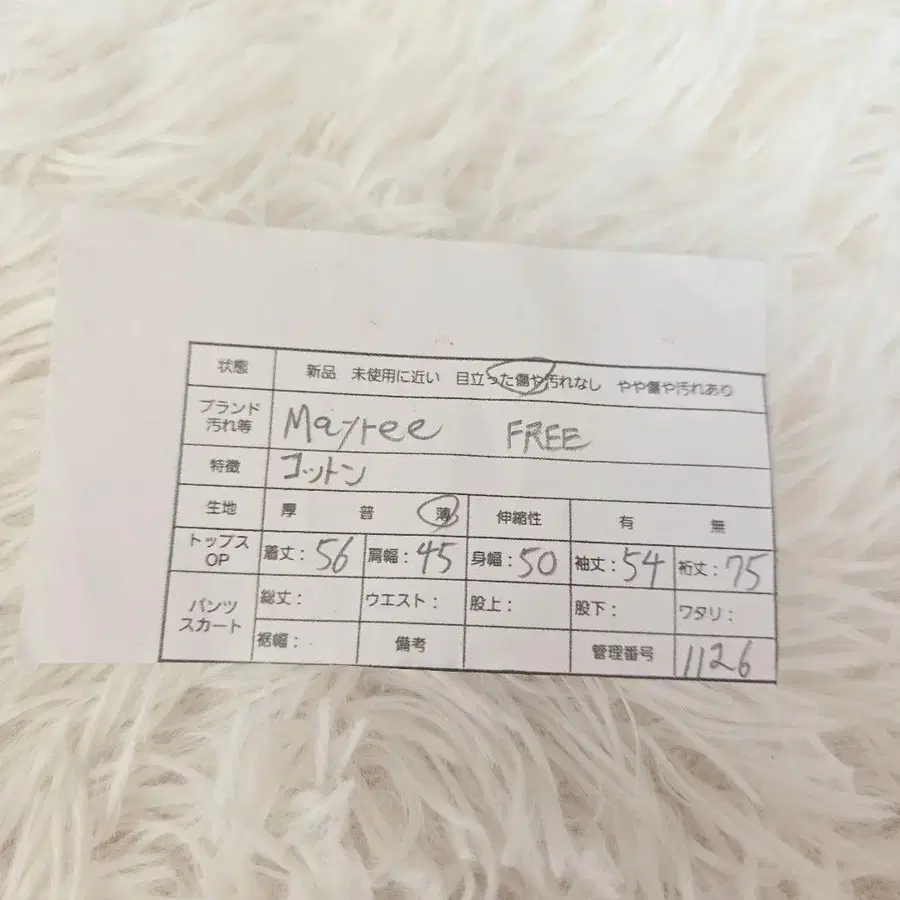 状態 新品 未使用に近い 目立った傷や汚れなし やや傷や汚れあり
ブランド
汚れ等 Mayree FREE
特徴 コットン
生地 厚 普 薄 伸縮性 有 無
トップス
OP 着丈：56 肩幅：45 身幅：50 袖丈：54 裄丈：75
パンツ
スカート 総丈： ウエスト： 股上： 股下： ワタリ：
裾幅： 備考 管理番号 1126